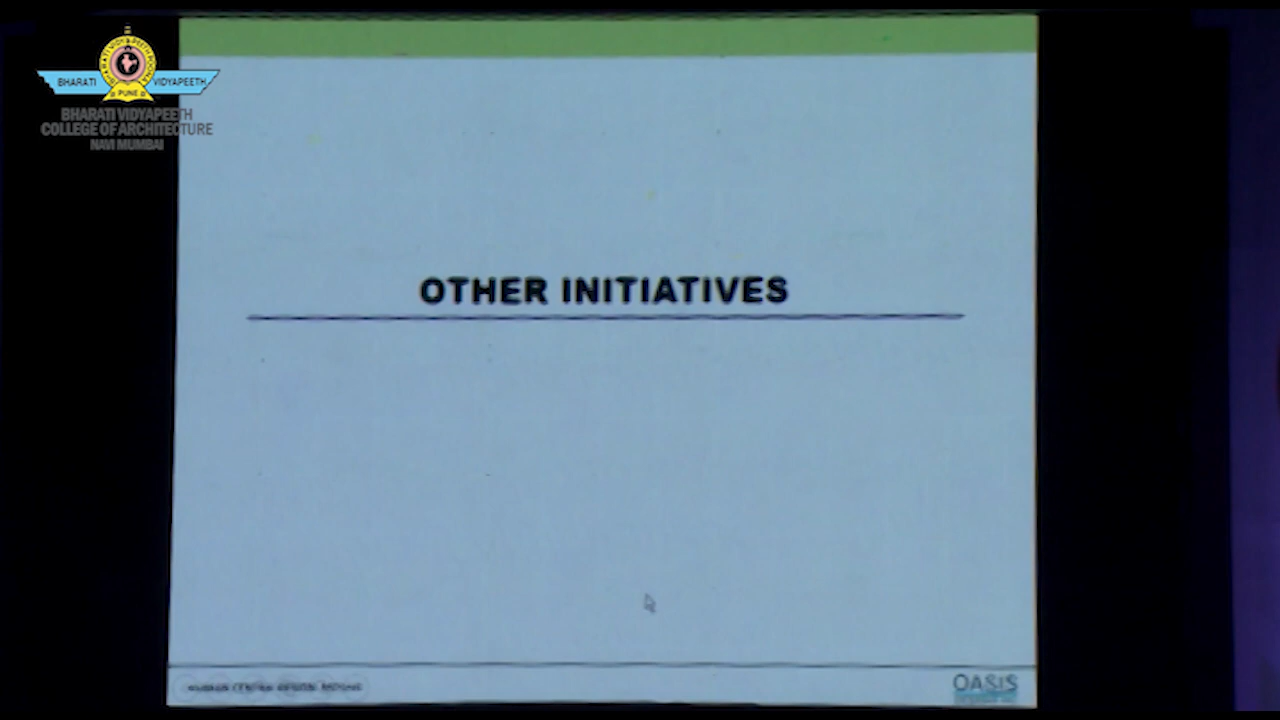 BHARATI VIDYAPEETH
PUNE
BHARATI VIDYAPEETH
COLLEGE OF ARCHITECTURE
NAVI MUMBAI
OTHER INITIATIVES
OASIS